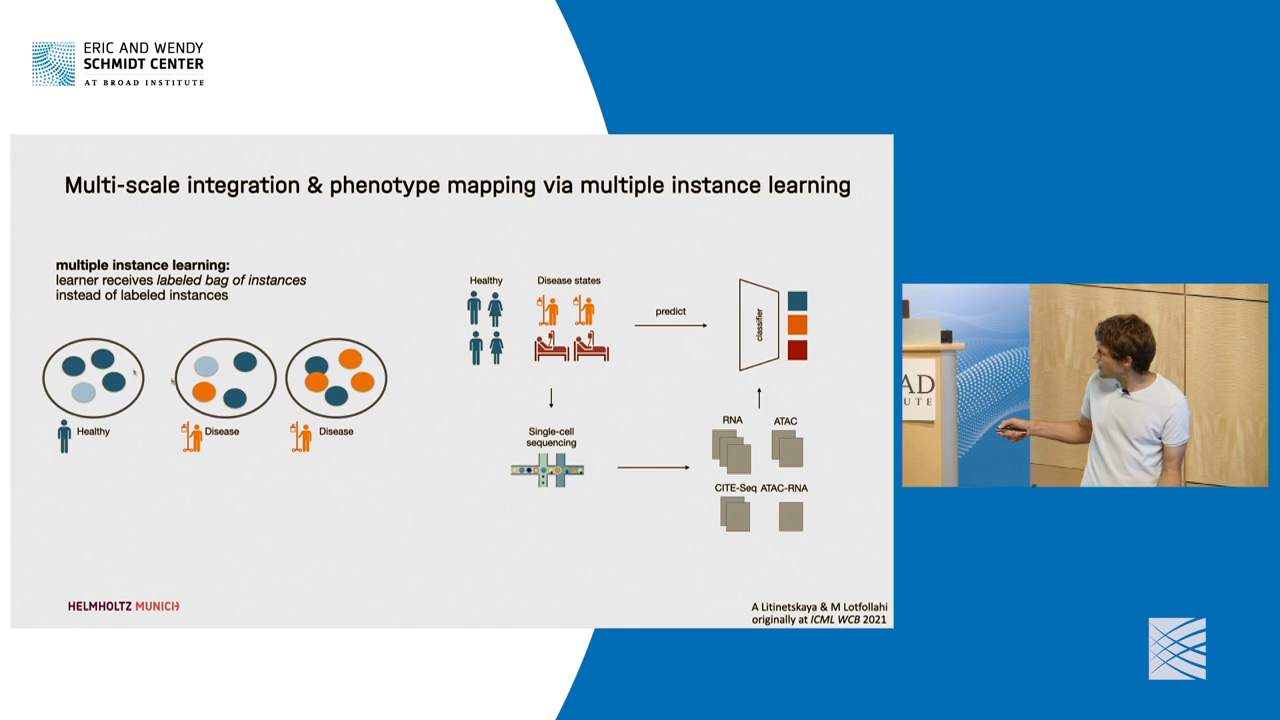 ERIC AND WENDY
SCHMIDT CENTER
AT BROAD INSTITUTE
Multi-scale integration & phenotype mapping via multiple instance learning
multiple instance learning:
learner receives labeled bag of instances
instead of labeled instances
Healthy
Disease
Disease
Healthy
Disease states
predict
classifier
Single-cell
sequencing
RNA
ATAC
CITE-Seq
ATAC-RNA
HELMHOLTZ MUNICH
A Litinetskaya & M Lotfollahi
originally at ICML WCB 2021
AD
UTE